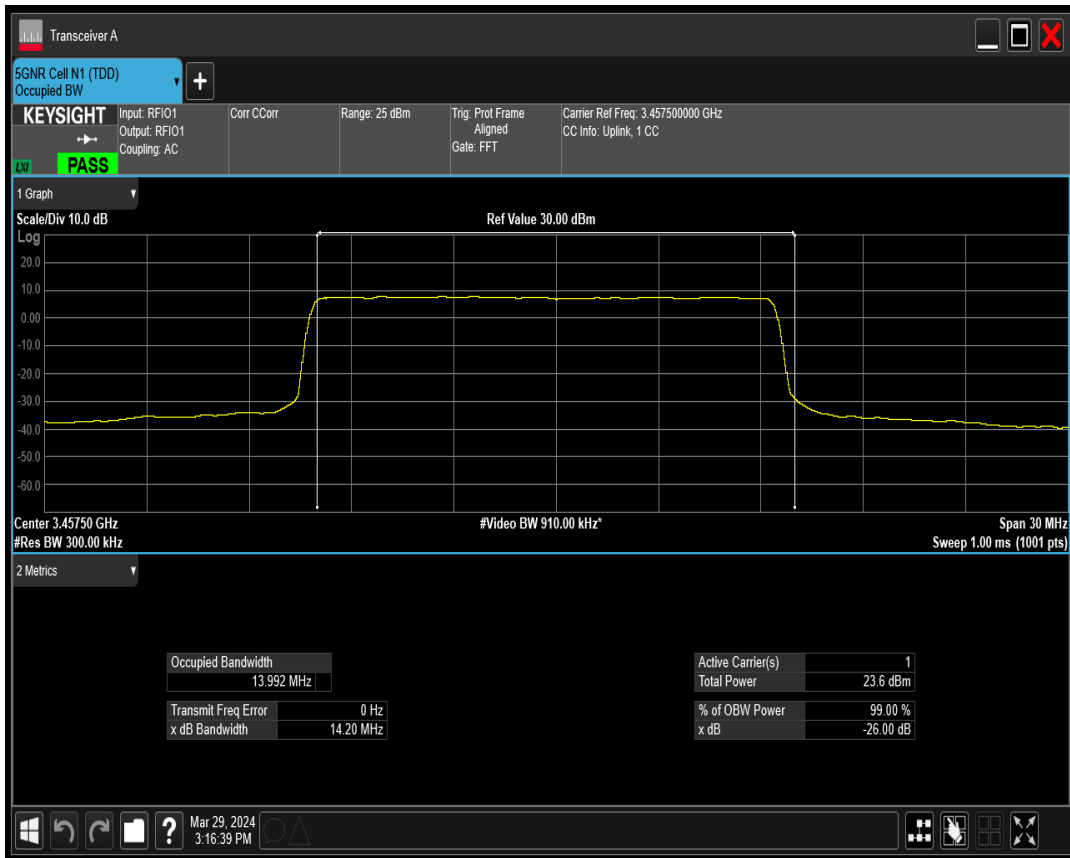 Transceiver A
5GNR Cell N1 (TDD)
Occupied BW
+
KEYSIGHT
LXI
PASS
Input: RFIO1
Output: RFIO1
Coupling: AC
Corr CCorr
Range: 25 dBm
Trig: Prot Frame
Aligned
Gate: FFT
Carrier Ref Freq: 3.457500000 GHz
CC Info: Uplink, 1 CC
1 Graph
Scale/Div 10.0 dB
Ref Value 30.00 dBm
Log
20.0
10.0
0.00
-10.0
-20.0
-30.0
-40.0
-50.0
-60.0
Center 3.45750 GHz
#Video BW 910.00 kHz*
Span 30 MHz
#Res BW 300.00 kHz
Sweep 1.00 ms (1001 pts)
2 Metrics
Occupied Bandwidth
13.992 MHz
Transmit Freq Error 0 Hz
x dB Bandwidth 14.20 MHz
Active Carrier(s) 1
Total Power 23.6 dBm
% of OBW Power 99.00 %
x dB -26.00 dB
?
Mar 29, 2024
3:16:39 PM